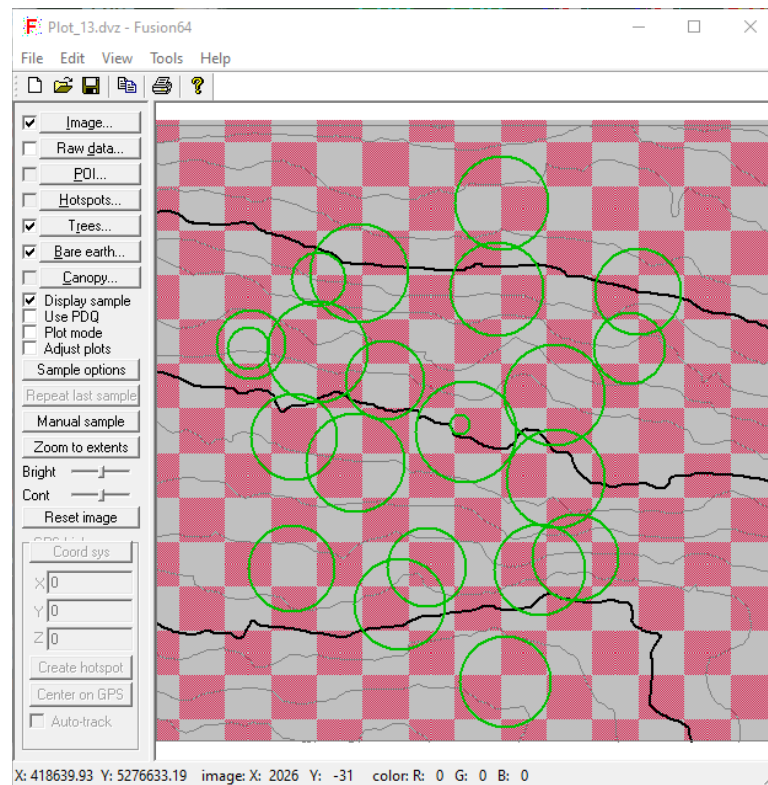 Plot_13.dvz - Fusion64
File Edit View Tools Help
Image...
Raw data...
POI...
Hotspots...
Trees...
Bare earth...
Canopy...
Display sample
Use PDQ
Plot mode
Adjust plots
Sample options
Repeat last sample
Manual sample
Zoom to extents
Bright
Cont
Reset image
Coord sys
X 0
Y 0
Z 0
Create hotspot
Center on GPS
Auto-track
X: 418639.93 Y: 5276633.19 image: X: 2026 Y: -31 color: R: 0 G: 0 B: 0